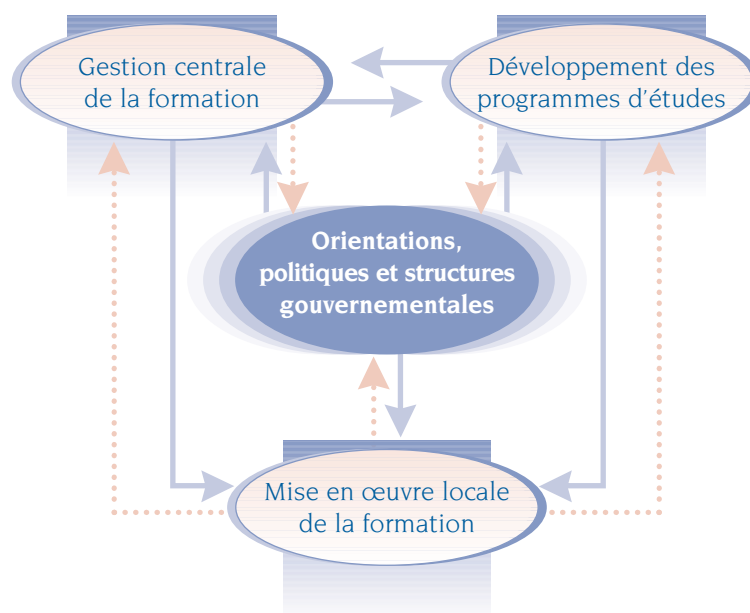 Gestion centrale
de la formation
Développement des
programmes d'études
Orientations,
politiques et structures
gouvernementales
Mise en œuvre locale
de la formation